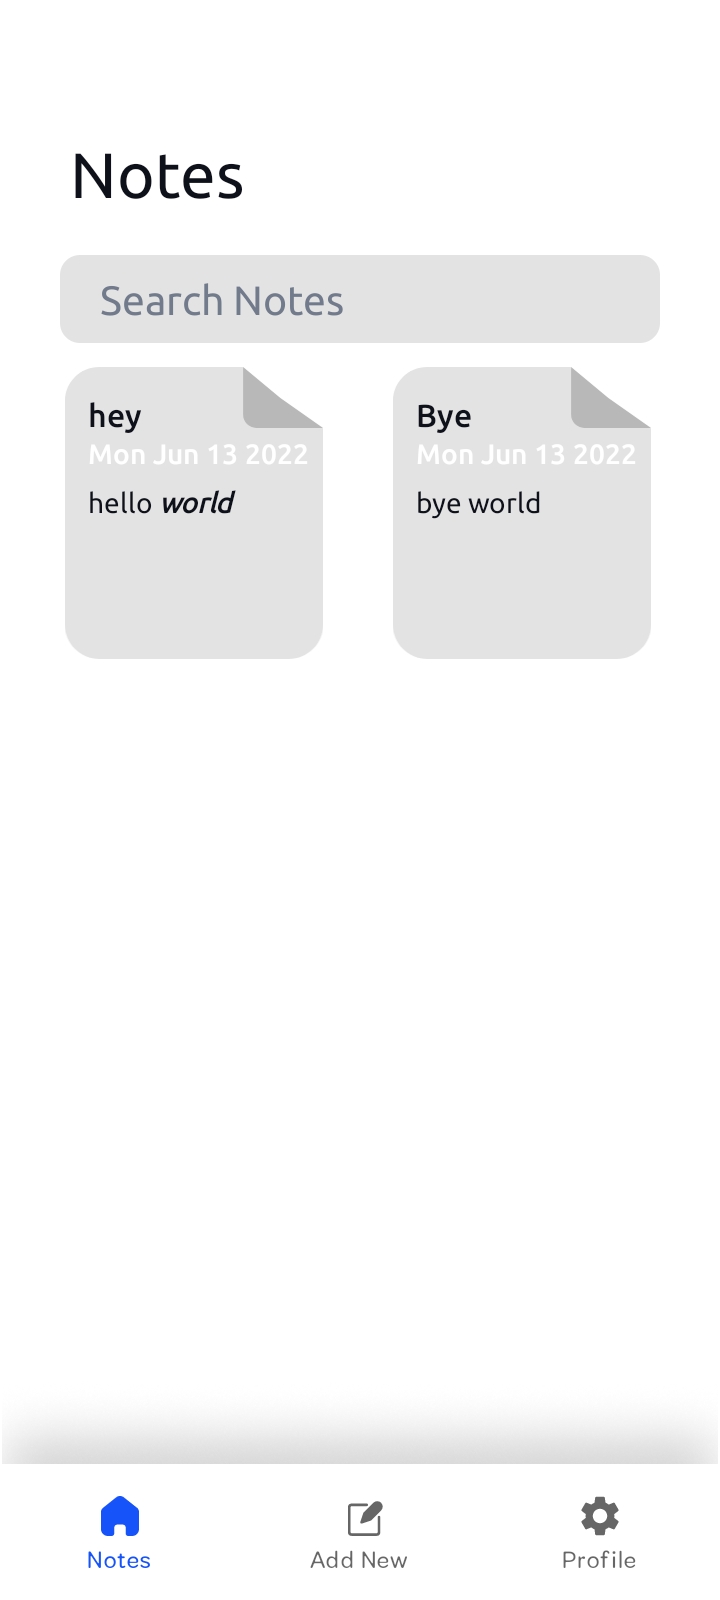 Notes
Search Notes
hey
Mon Jun 13 2022
hello world
Bye
Mon Jun 13 2022
bye world
Notes
Add New
Profile